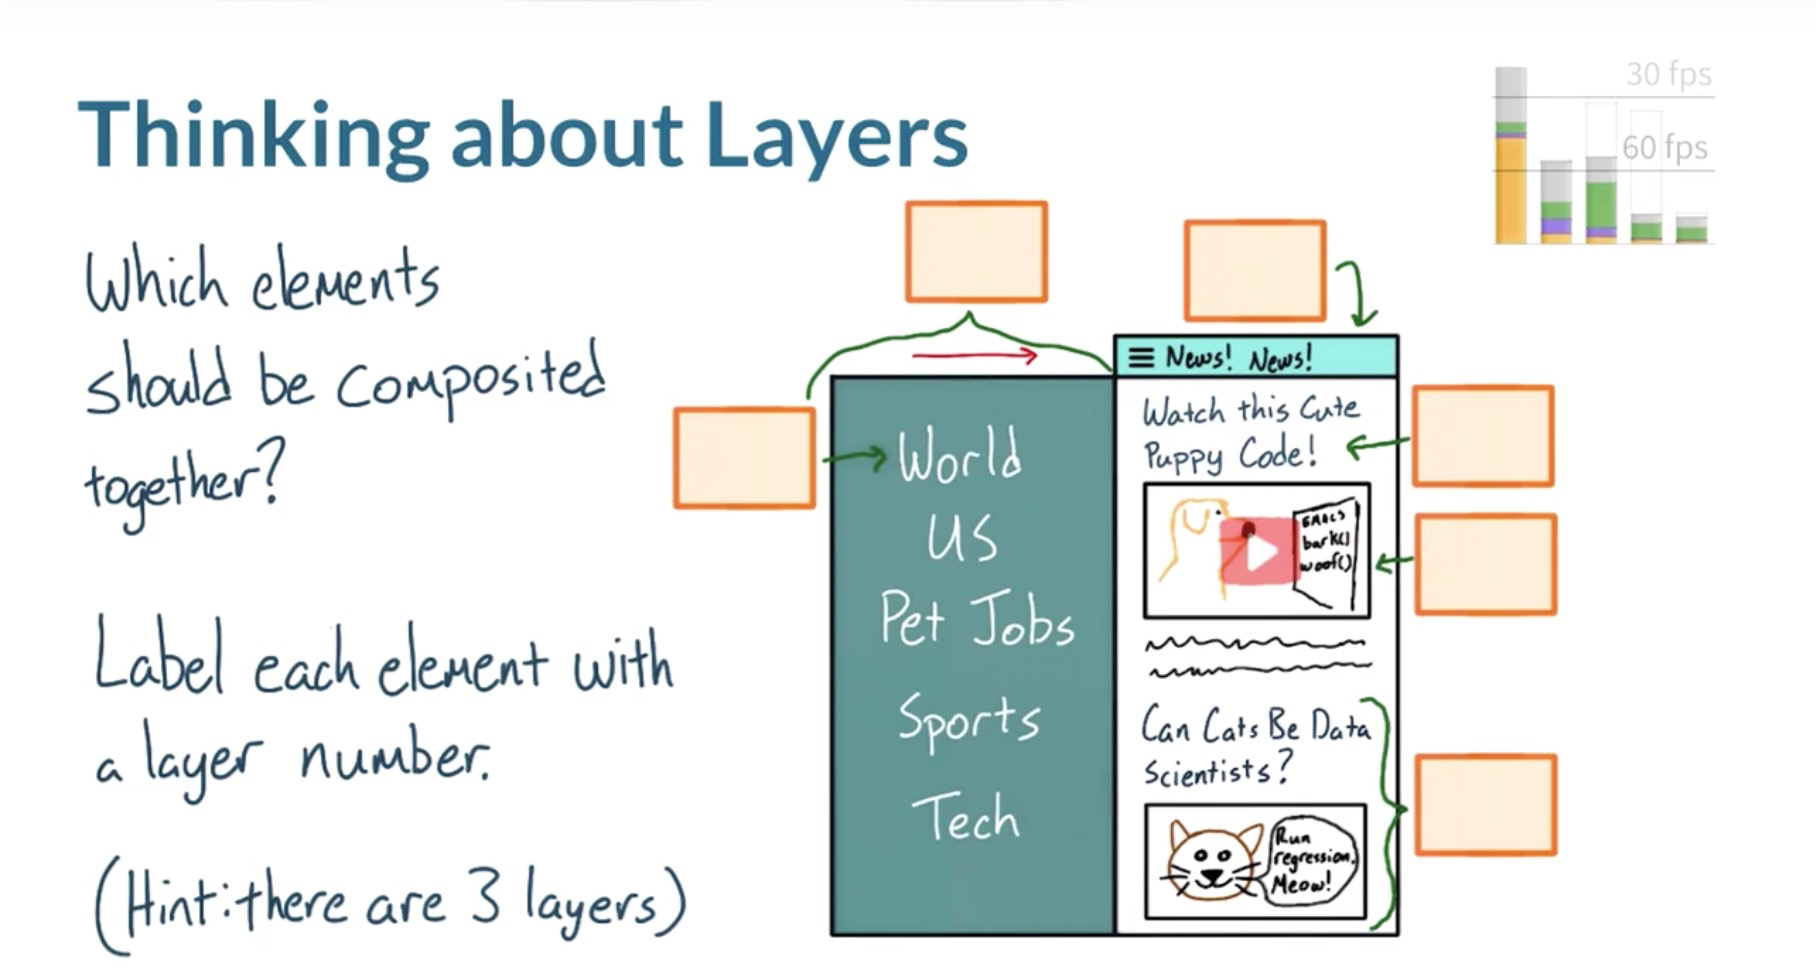 Thinking about Layers
30 fps
60 fps
Which elements
should be composited
together?
Label each element with
a layer number.
(Hint: there are 3 layers)
World
US
Pet Jobs
Sports
Tech
News! News!
Watch this Cute
Puppy Code!
EMACS
bark()
woof()
Can Cats Be Data
Scientists?
Run
regression.
Meow!